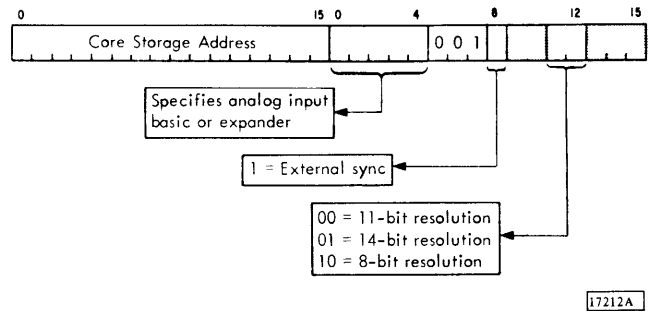 0 15 0 4 8 12 15
Core Storage Address 0 0 1
Specifies analog input
basic or expander
1 = External sync
00 = 11-bit resolution
01 = 14-bit resolution
10 = 8-bit resolution
17212A